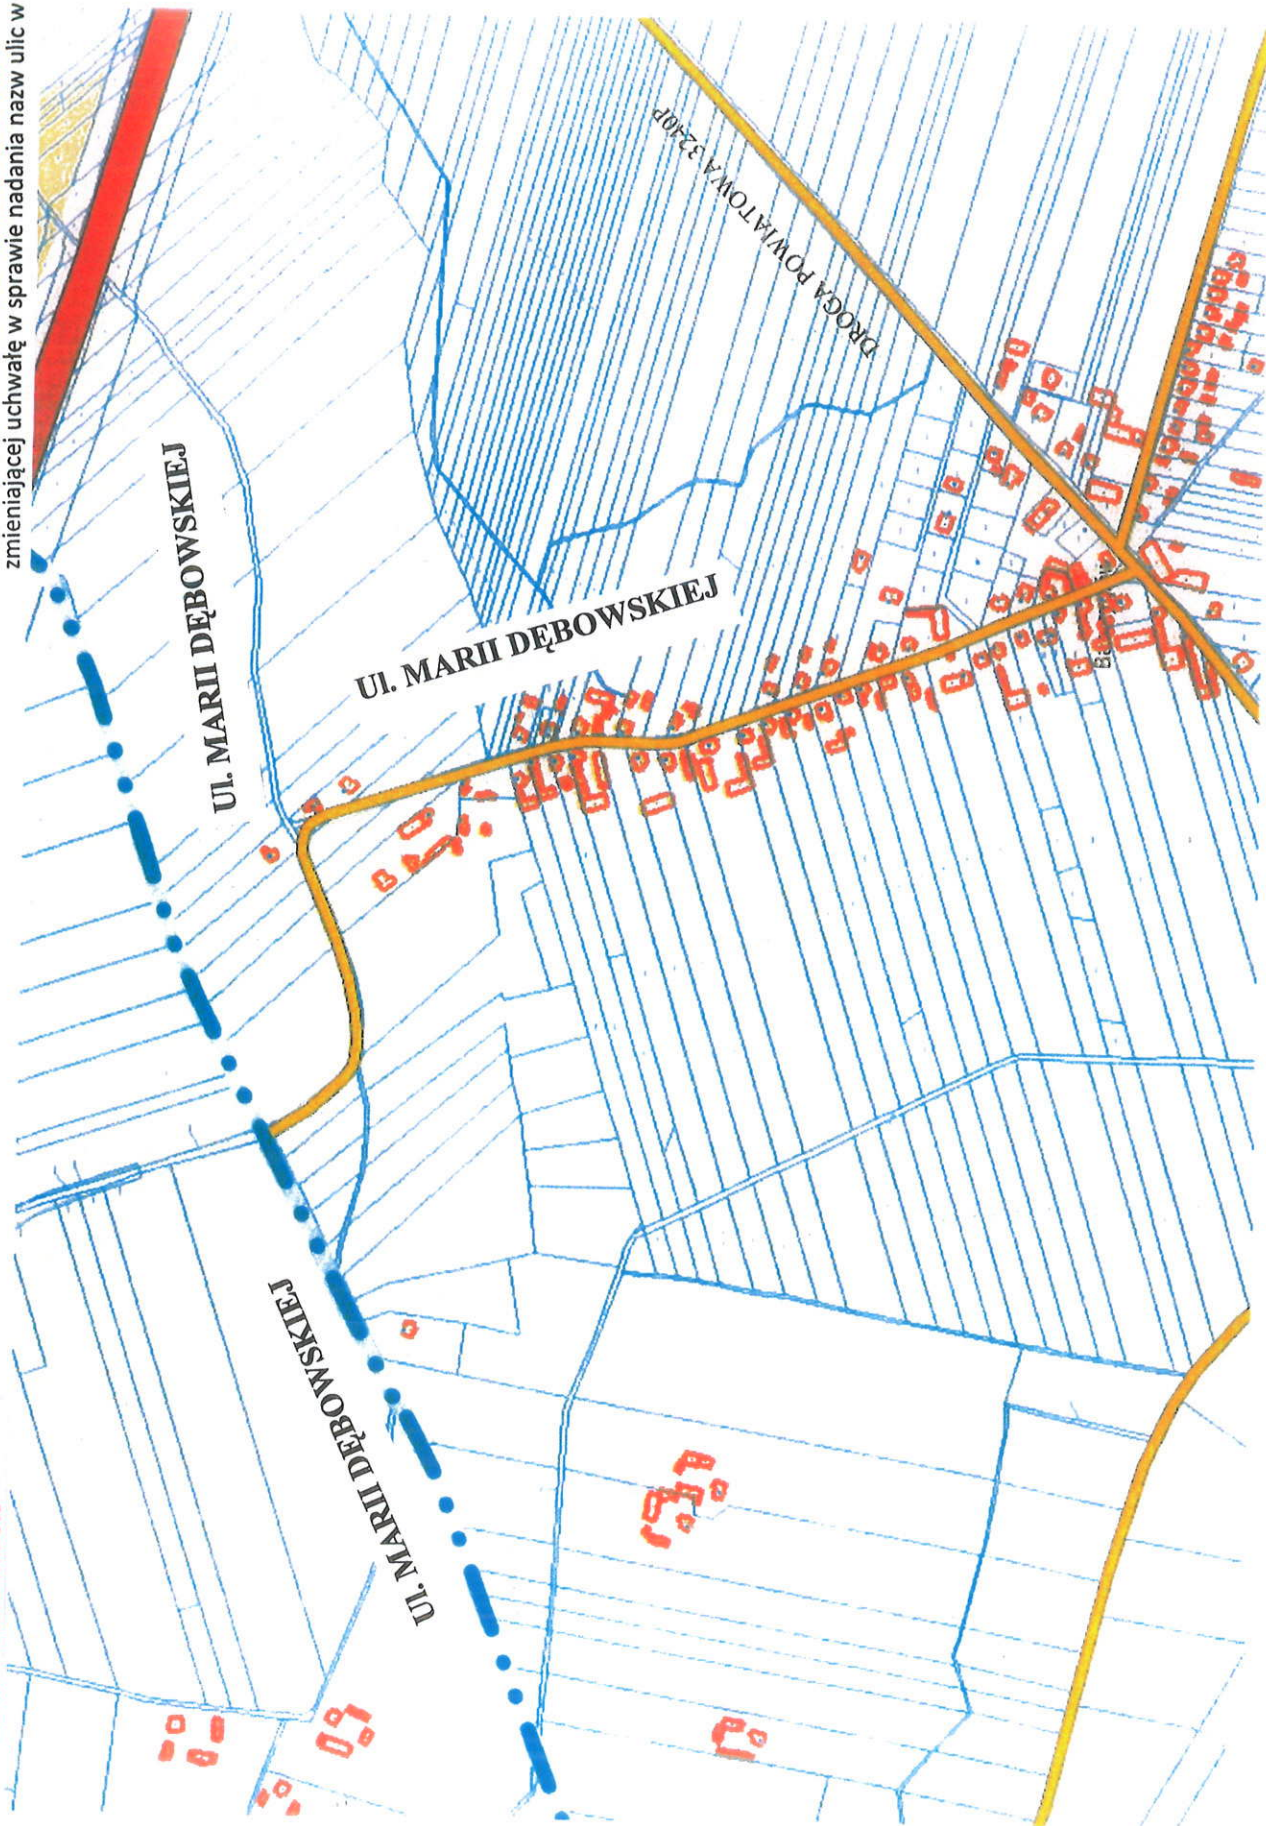 zmieniającej uchwałę w sprawie nadania nazw ulic w
Ul. MARII DĘBOWSKIEJ
Ul. MARII DĘBOWSKIEJ
Ul. MARII DĘBOWSKIEJ
DROGA POWIATOWA 3240P